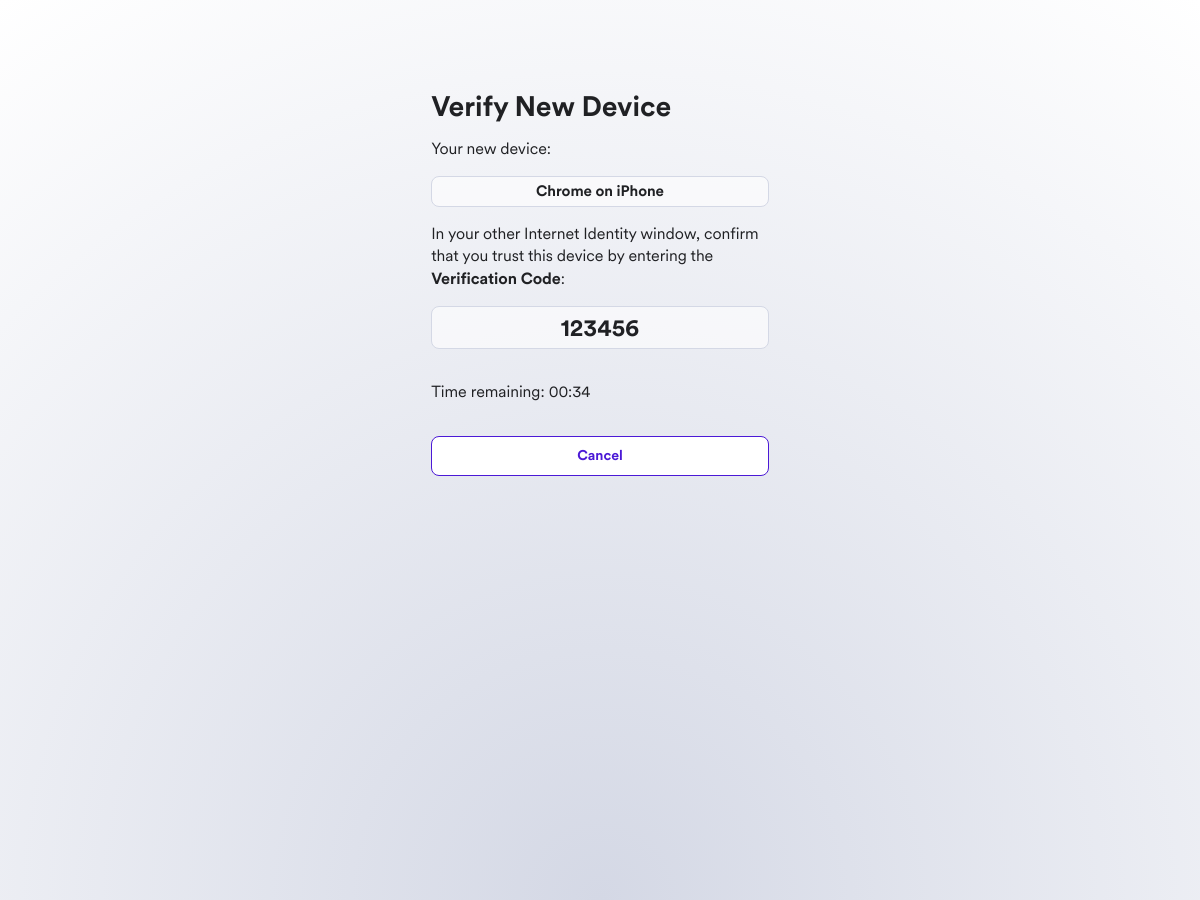 Verify New Device
Your new device:
Chrome on iPhone
In your other Internet Identity window, confirm
that you trust this device by entering the
Verification Code:
123456
Time remaining: 00:34
Cancel